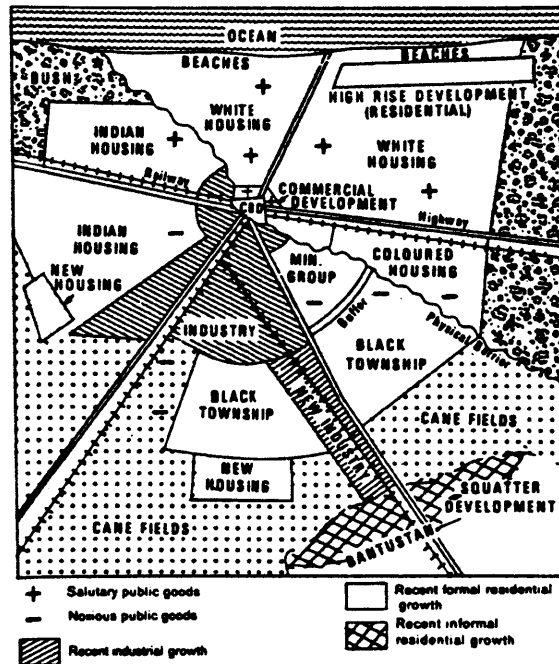 OCEAN
BEACHES
BEACHES
BUSH
HIGH RISE DEVELOPMENT
(RESIDENTIAL)
WHITE
HOUSING
INDIAN
HOUSING
WHITE
HOUSING
Railway
COMMERCIAL
DEVELOPMENT
CBD
Highway
INDIAN
HOUSING
MIN.
GROUP
COLOURED
HOUSING
NEW
HOUSING
Buffer
Physical Barrier
INDUSTRY
BLACK
TOWNSHIP
BLACK
TOWNSHIP
NEW INDUSTRY
CANE FIELDS
NEW
HOUSING
SQUATTER
DEVELOPMENT
CANE FIELDS
BANTUSTAN
+ Salutary public goods
- Noxious public goods
Recent industrial growth
Recent formal residential
growth
Recent informal
residential growth